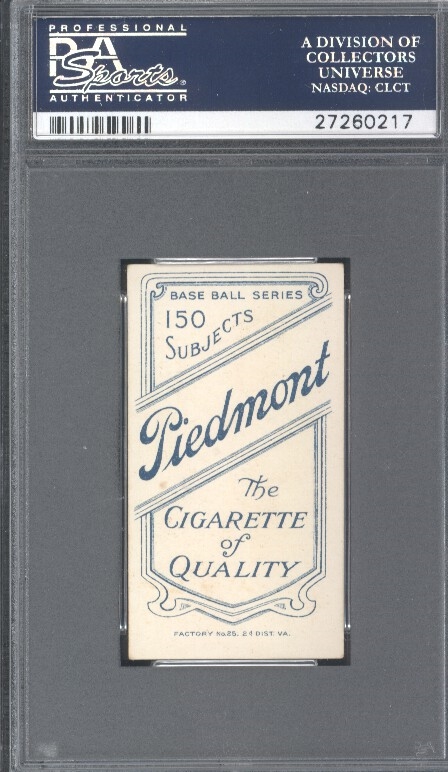 PROFESSIONAL
PSA
Sports
AUTHENTICATOR
A DIVISION OF
COLLECTORS
UNIVERSE
NASDAQ: CLCT
27260217
BASE BALL SERIES
150
SUBJECTS
Piedmont
The
CIGARETTE
of
QUALITY
FACTORY No. 25. 2d DIST. VA.